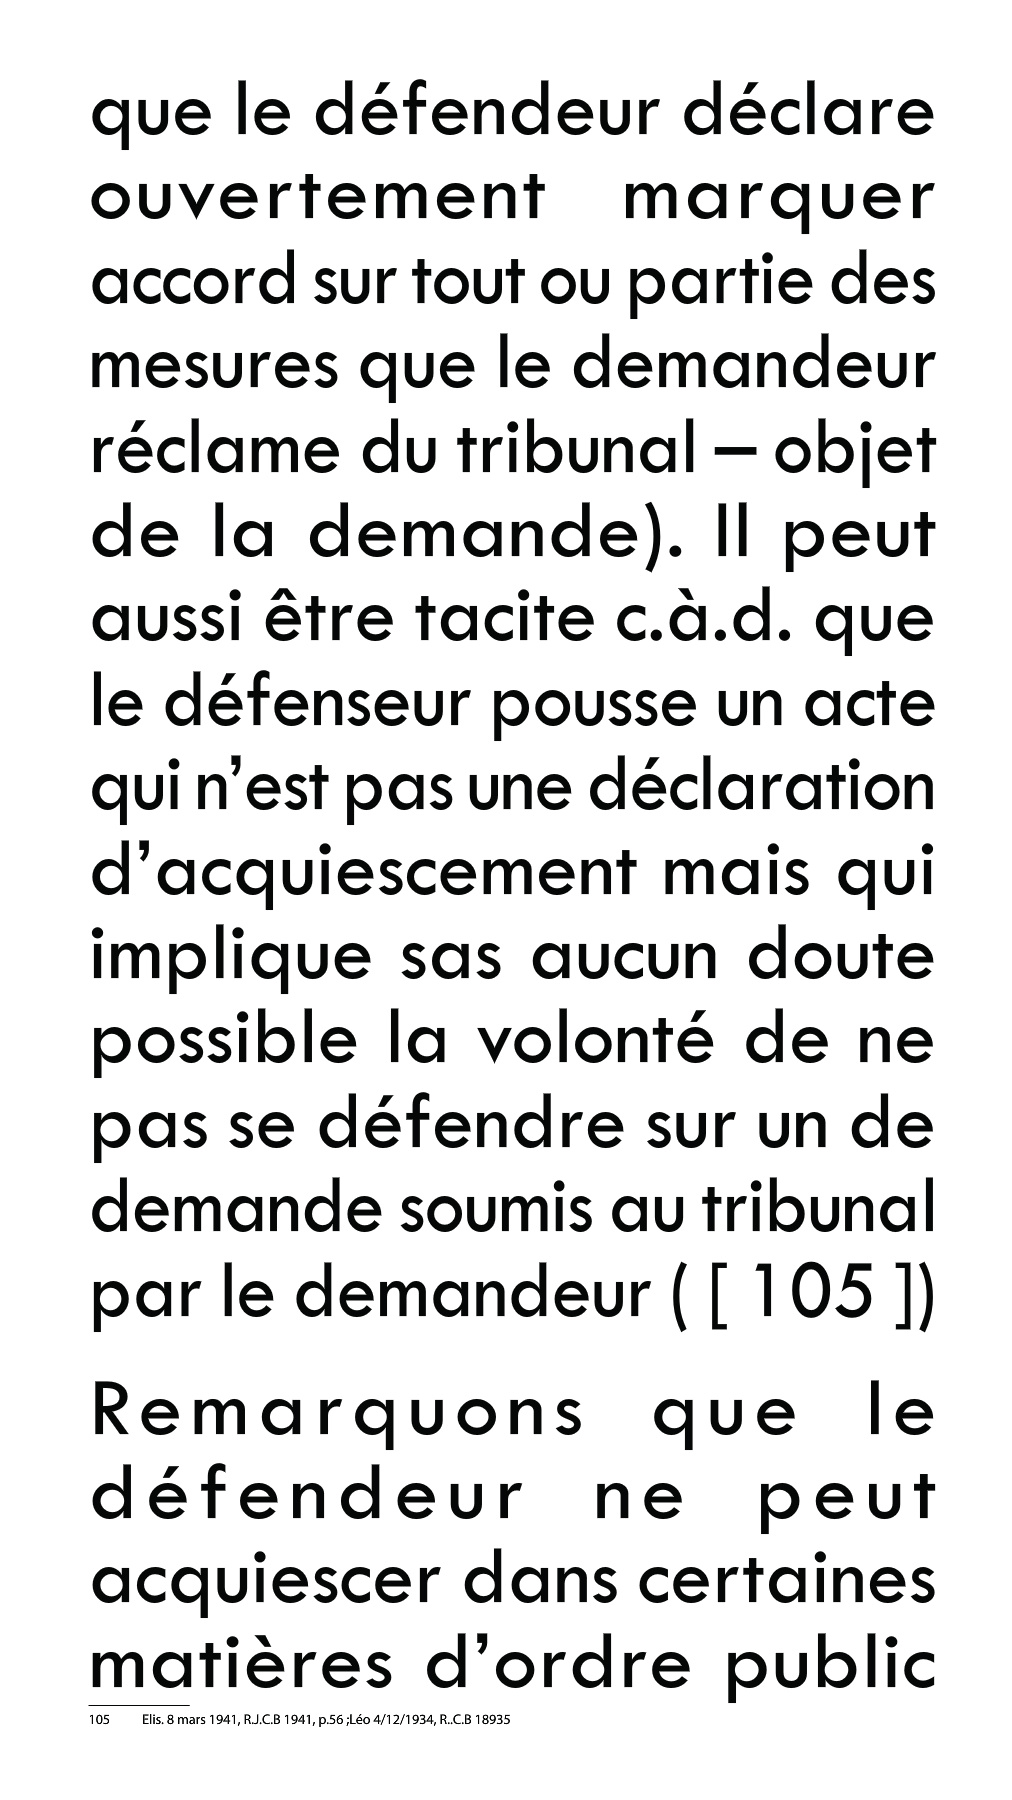 que le défendeur déclare
ouvertement marquer
accord sur tout ou partie des
mesures que le demandeur
réclame du tribunal – objet
de la demande). Il peut
aussi être tacite c.à.d. que
le défenseur pousse un acte
qui n’est pas une déclaration
d’acquiescement mais qui
implique sas aucun doute
possible la volonté de ne
pas se défendre sur un de
demande soumis au tribunal
par le demandeur ( [ 105 ])
Remarquons que le
défendeur ne peut
acquiescer dans certaines
matières d’ordre public
105 Elis. 8 mars 1941, R.J.C.B 1941, p.56 ;Léo 4/12/1934, R..C.B 18935